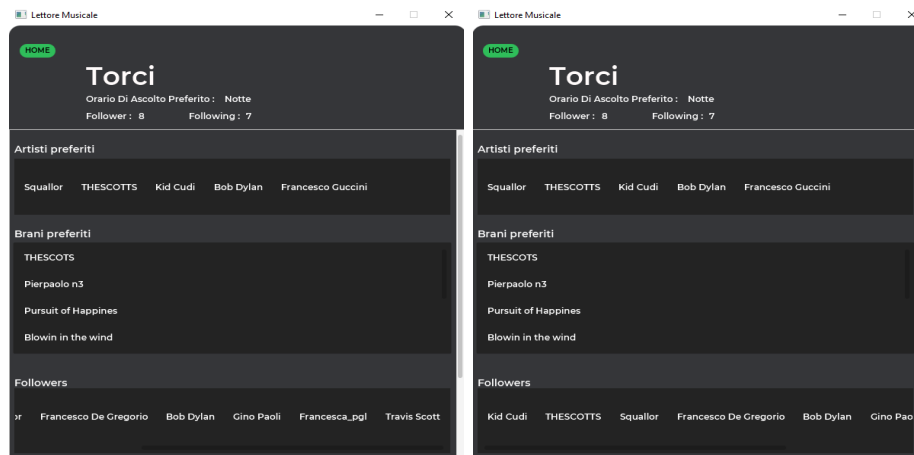 Lettore Musicale
HOME
Torci
Orario Di Ascolto Preferito : Notte
Follower : 8 Following : 7
Artisti preferiti
Squallor THESCOTTS Kid Cudi Bob Dylan Francesco Guccini
Brani preferiti
THESCOTS
Pierpaolo n3
Pursuit of Happines
Blowin in the wind
Followers
or Francesco De Gregorio Bob Dylan Gino Paoli Francesca_pgl Travis Scott
Lettore Musicale
HOME
Torci
Orario Di Ascolto Preferito : Notte
Follower : 8 Following : 7
Artisti preferiti
Squallor THESCOTTS Kid Cudi Bob Dylan Francesco Guccini
Brani preferiti
THESCOTS
Pierpaolo n3
Pursuit of Happines
Blowin in the wind
Followers
Kid Cudi THESCOTTS Squallor Francesco De Gregorio Bob Dylan Gino Pao